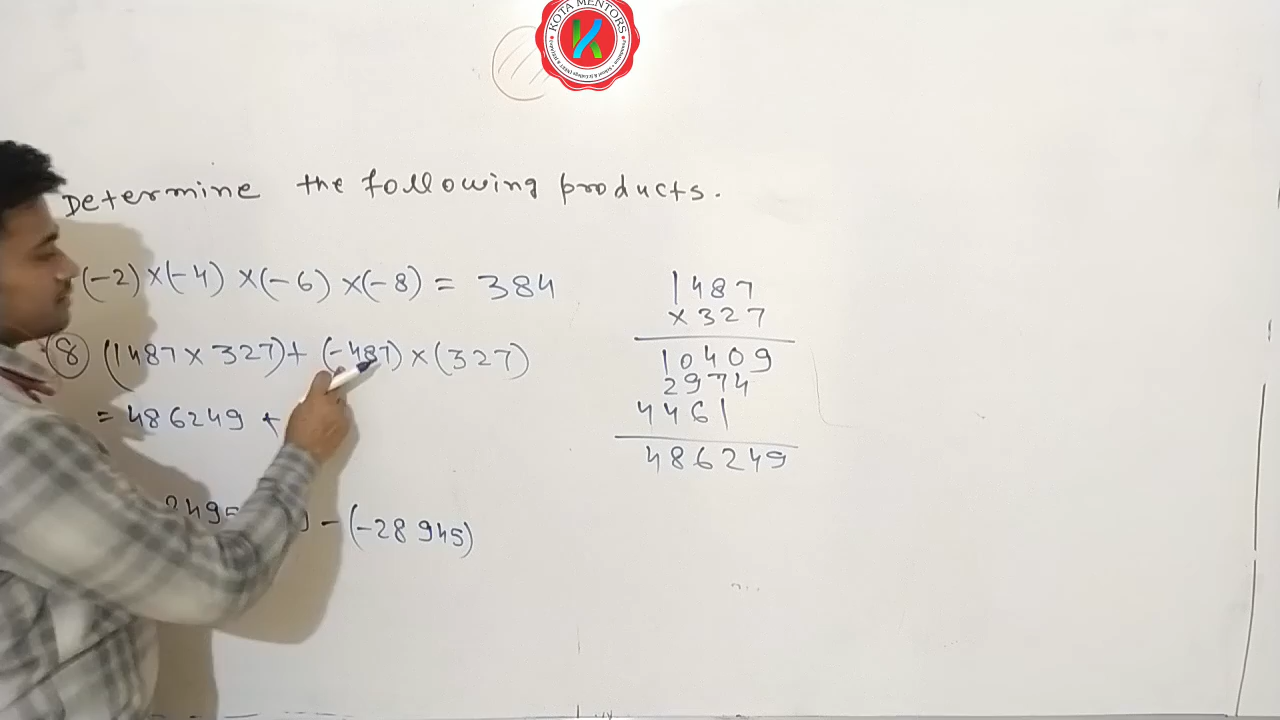 KOTA MENTORS
Determine the following products.
(-2) × (-4) × (-6) × (-8) = 384
8 (1487 × 327) + (-487) × (327)
= 486249 +
2495 - (-28945)
1487
×327
10409
2974
4461
486249